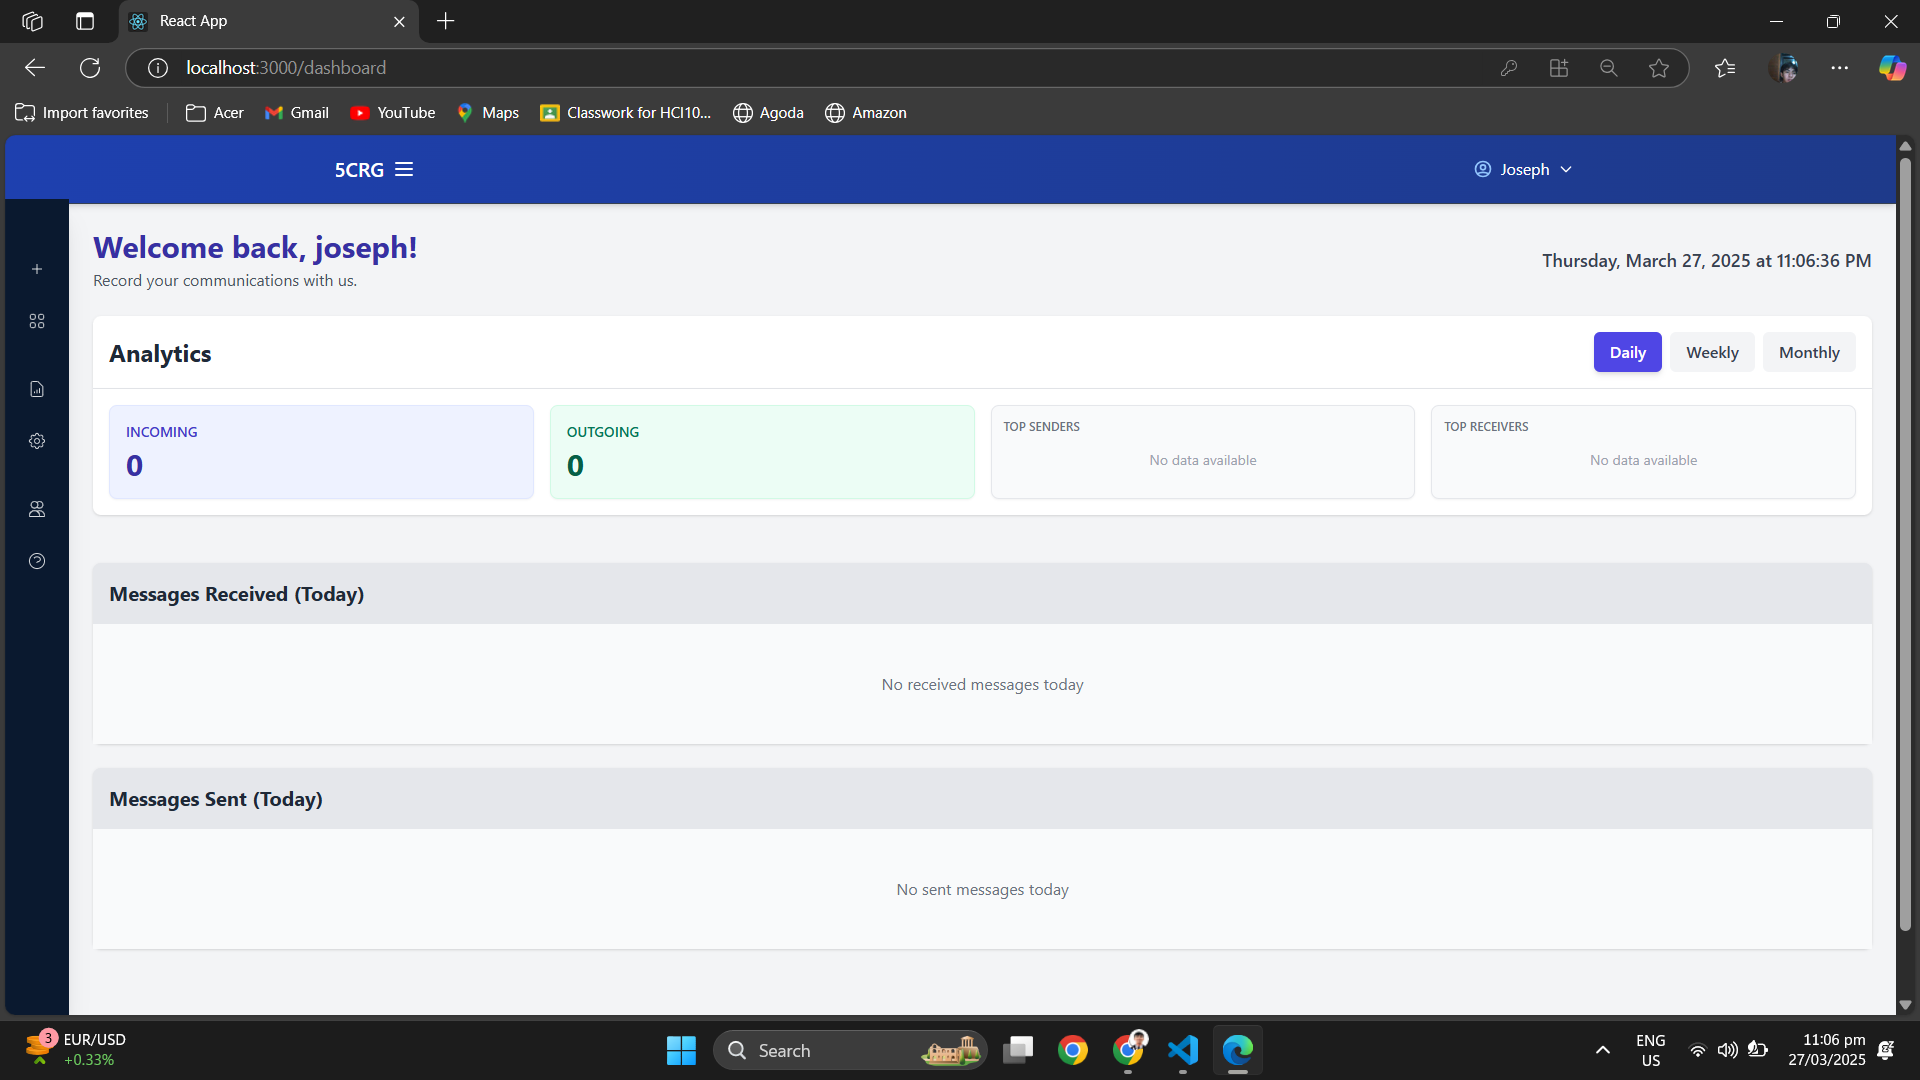 React App
localhost:3000/dashboard
Import favorites
Acer
Gmail
YouTube
Maps
Classwork for HCI10...
Agoda
Amazon
5CRG
Joseph
Welcome back, joseph!
Record your communications with us.
Thursday, March 27, 2025 at 11:06:36 PM
Analytics
Daily
Weekly
Monthly
INCOMING
0
OUTGOING
0
TOP SENDERS
No data available
TOP RECEIVERS
No data available
Messages Received (Today)
No received messages today
Messages Sent (Today)
No sent messages today
3
EUR/USD
+0.33%
Search
ENG
US
11:06 pm
27/03/2025